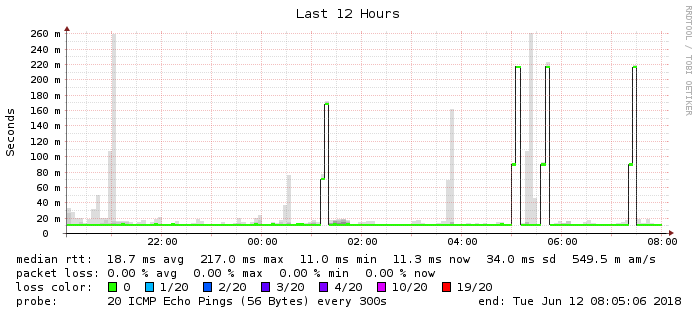 Last 12 Hours
RRDTOOL / TOBI OETIKER
Seconds
260 m
240 m
220 m
200 m
180 m
160 m
140 m
120 m
100 m
80 m
60 m
40 m
20 m
0
22:00 00:00 02:00 04:00 06:00 08:00
median rtt: 18.7 ms avg 217.0 ms max 11.0 ms min 11.3 ms now 34.0 ms sd 549.5 m am/s
packet loss: 0.00 % avg 0.00 % max 0.00 % min 0.00 % now
loss color: 0 1/20 2/20 3/20 4/20 10/20 19/20
probe: 20 ICMP Echo Pings (56 Bytes) every 300s end: Tue Jun 12 08:05:06 2018